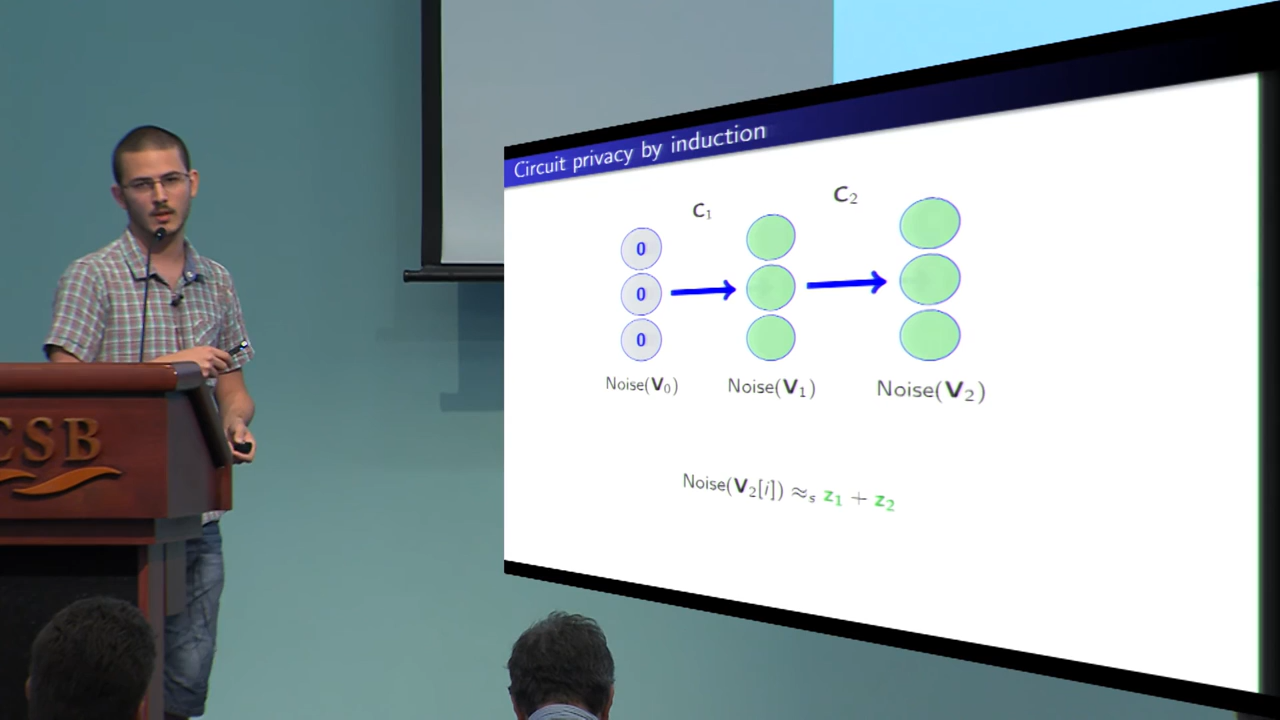 Circuit privacy by induction
C₁
C₂
0
0
0
Noise(V₀)
Noise(V₁)
Noise(V₂)
Noise(V₂[i]) ≈ₛ z₁ + z₂
CSB